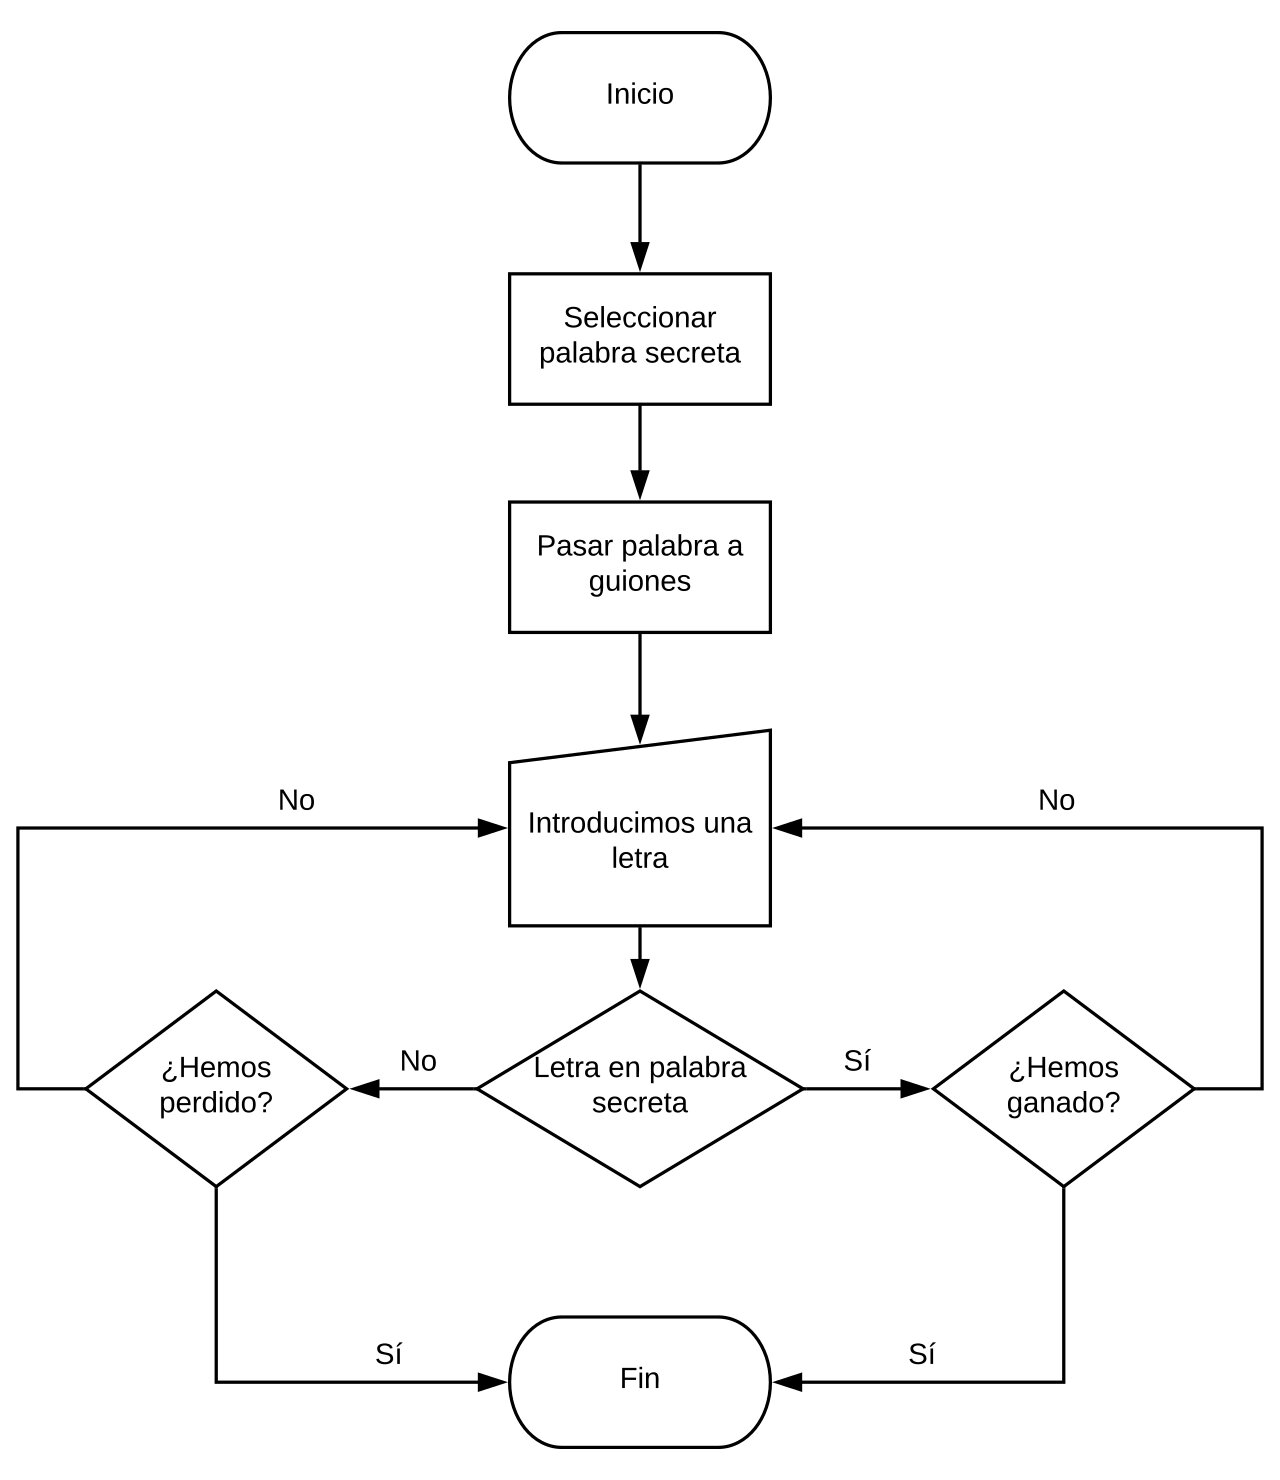 Inicio
Seleccionar
palabra secreta
Pasar palabra a
guiones
No
No
Introducimos una
letra
¿Hemos
perdido?
No
Letra en palabra
secreta
Sí
¿Hemos
ganado?
Sí
Sí
Fin